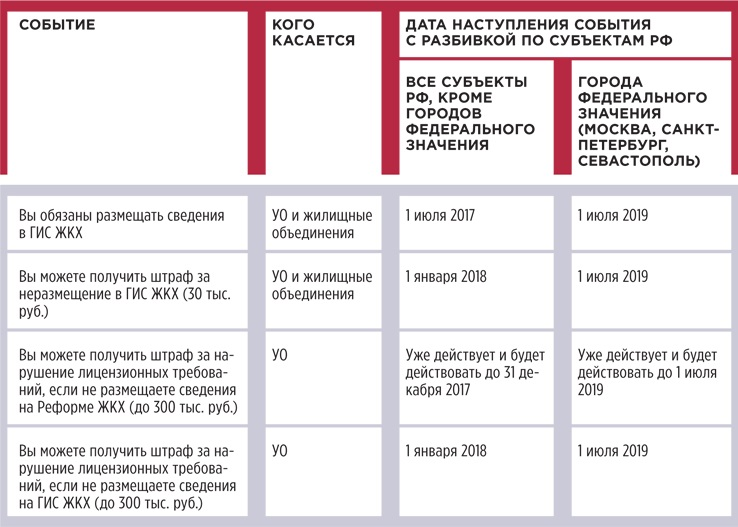 СОБЫТИЕ
КОГО
КАСАЕТСЯ
ДАТА НАСТУПЛЕНИЯ СОБЫТИЯ
С РАЗБИВКОЙ ПО СУБЪЕКТАМ РФ
ВСЕ СУБЪЕКТЫ
РФ, КРОМЕ
ГОРОДОВ
ФЕДЕРАЛЬНОГО
ЗНАЧЕНИЯ
ГОРОДА
ФЕДЕРАЛЬНОГО
ЗНАЧЕНИЯ
(МОСКВА, САНКТ-
ПЕТЕРБУРГ,
СЕВАСТОПОЛЬ)
Вы обязаны размещать сведения
в ГИС ЖКХ
УО и жилищные
объединения
1 июля 2017
1 июля 2019
Вы можете получить штраф за
неразмещение в ГИС ЖКХ (30 тыс.
руб.)
УО и жилищные
объединения
1 января 2018
1 июля 2019
Вы можете получить штраф за на-
рушение лицензионных требова-
ний, если не размещаете сведения
на Реформе ЖКХ (до 300 тыс. руб.)
УО
Уже действует и будет
действовать до 31 де-
кабря 2017
Уже действует и будет
действовать до 1 июля
2019
Вы можете получить штраф за на-
рушение лицензионных требова-
ний, если не размещаете сведения
на ГИС ЖКХ (до 300 тыс. руб.)
УО
1 января 2018
1 июля 2019